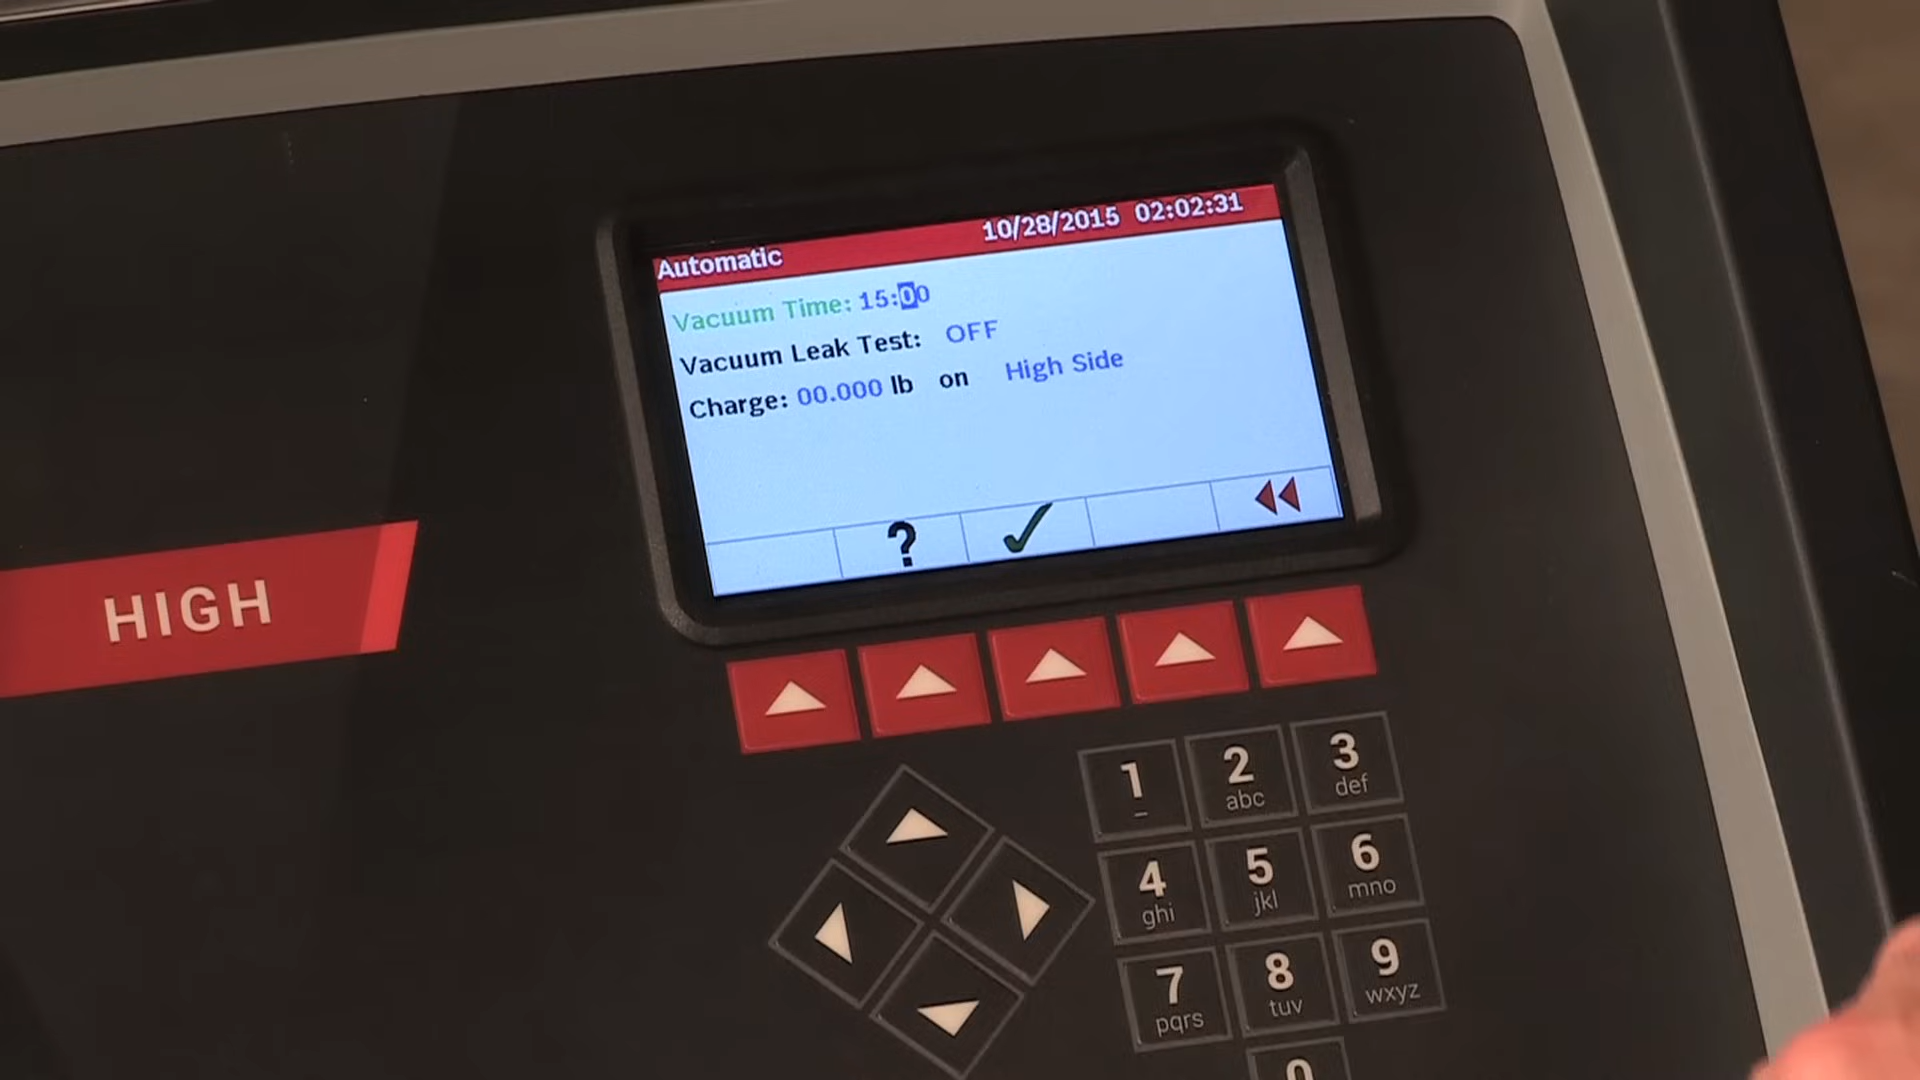 Automatic 10/28/2015 02:02:31
Vacuum Time: 15:00
Vacuum Leak Test: OFF
Charge: 00.000 lb on High Side
?
HIGH
1 2 3
_ abc def
4 5 6
ghi jkl mno
7 8 9
pqrs tuv wxyz
0